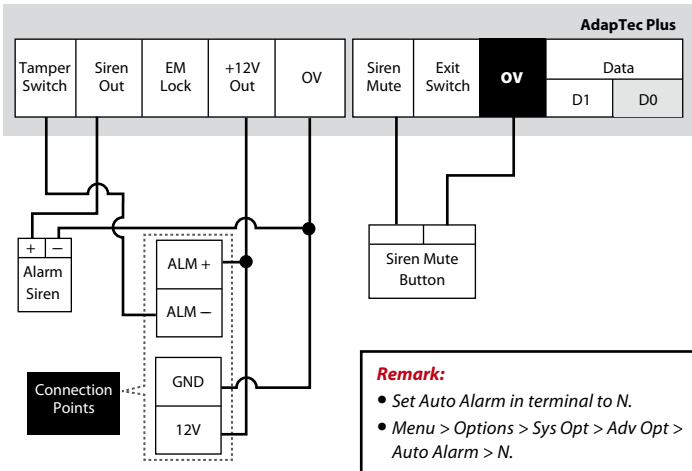 AdapTec Plus
Tamper Switch
Siren Out
EM Lock
+12V Out
OV
Siren Mute
Exit Switch
OV
Data
D1
D0
+ −
Alarm Siren
ALM +
ALM −
GND
12V
Connection Points
Siren Mute Button
Remark:
• Set Auto Alarm in terminal to N.
• Menu > Options > Sys Opt > Adv Opt >
Auto Alarm > N.